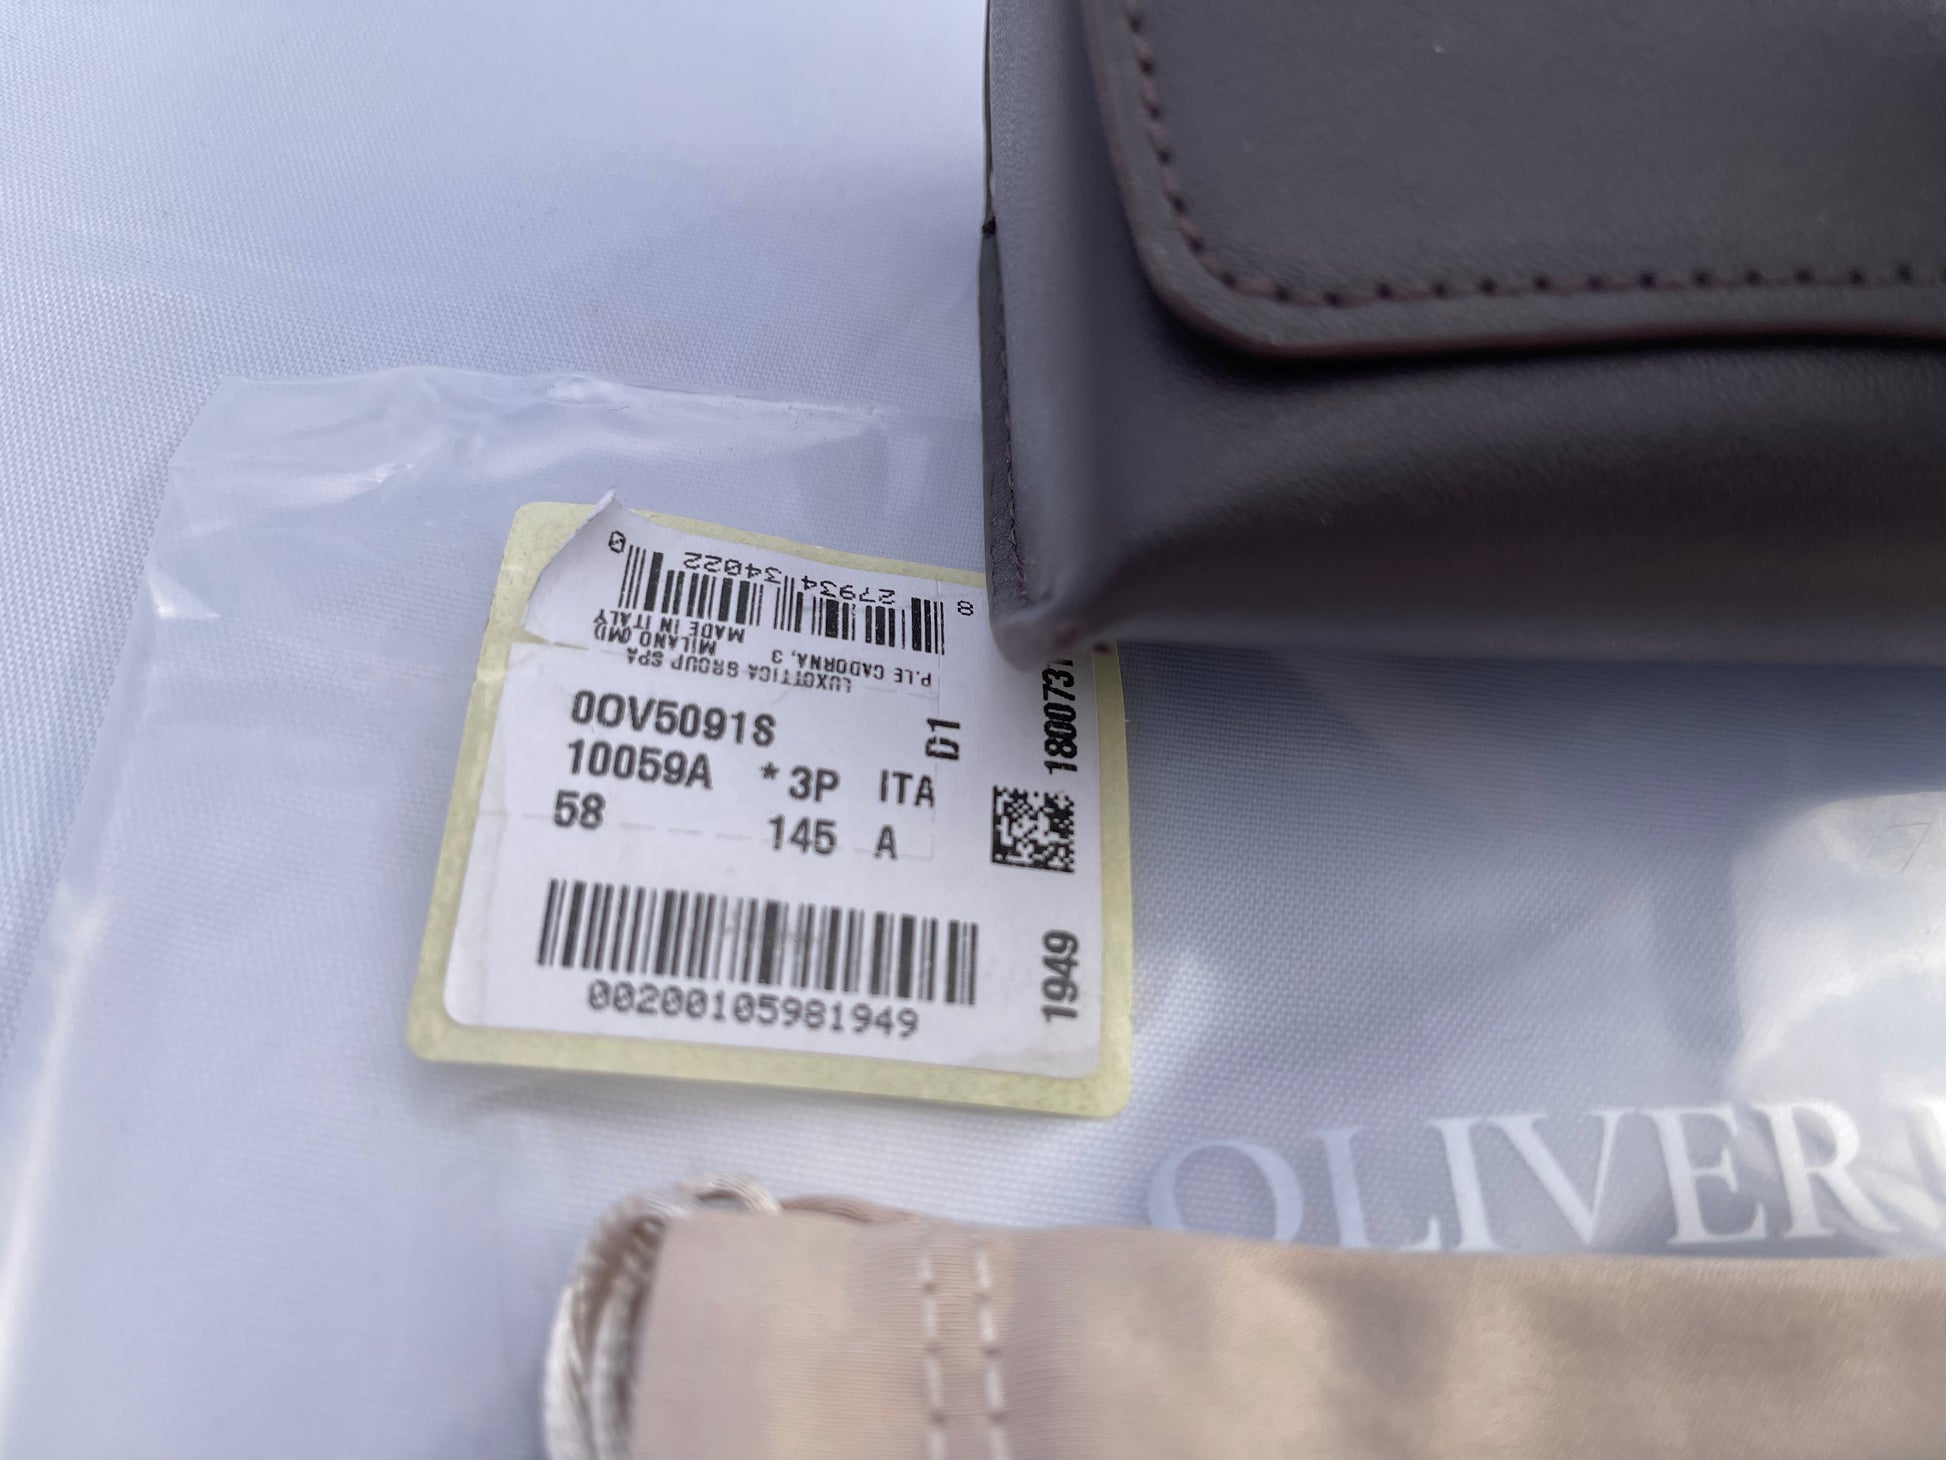 0
34022
27934
8
LUXOTTICA GROUP SPA
P.LE CADORNA, 3
MILANO (MI)
MADE IN ITALY
0OV5091S
D1
10059A * 3P ITA
58 145 A
1949
00200105981949
OLIVER